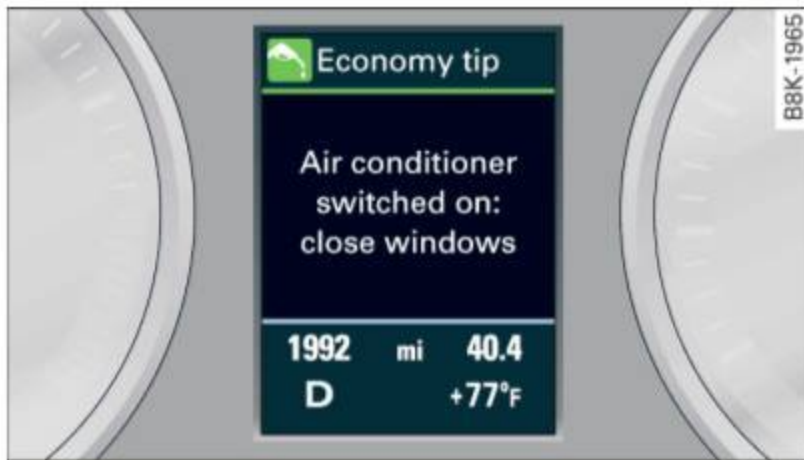 Economy tip
Air conditioner
switched on:
close windows
1992 mi 40.4
D +77°F
B8K-1965